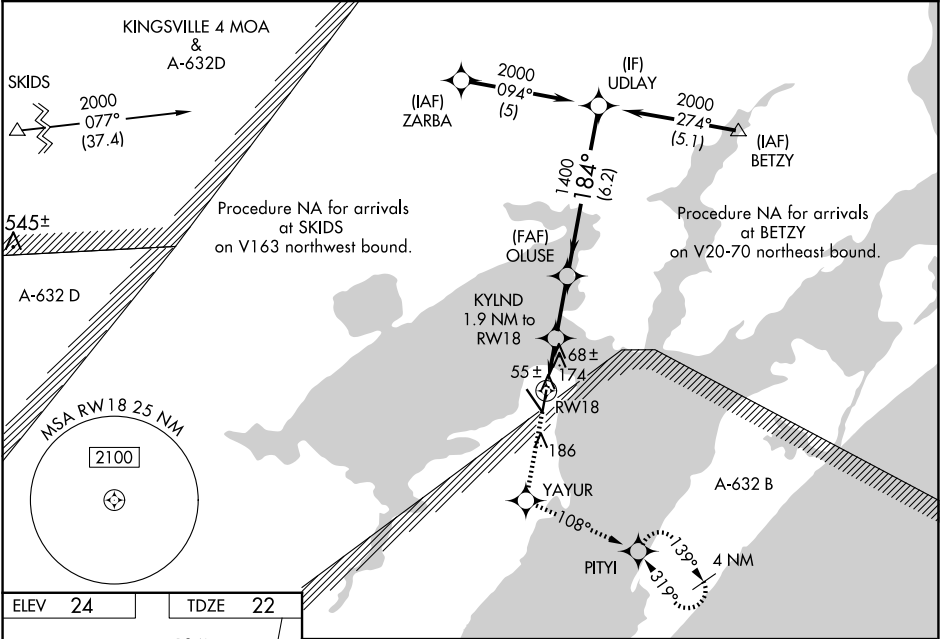 KINGSVILLE 4 MOA
&
A-632D
SKIDS
2000
077°
(37.4)
(IAF)
ZARBA
2000
094°
(5)
(IF)
UDLAY
2000
274°
(5.1)
(IAF)
BETZY
1400
184°
(6.2)
545±
Procedure NA for arrivals
at SKIDS
on V163 northwest bound.
Procedure NA for arrivals
at BETZY
on V20-70 northeast bound.
(FAF)
OLUSE
A-632 D
KYLND
1.9 NM to
RW18
68±
174
55±
RW18
186
MSA RW18 25 NM
2100
YAYUR
108°
A-632 B
PITYI
139°
319°
4 NM
ELEV 24
TDZE 22